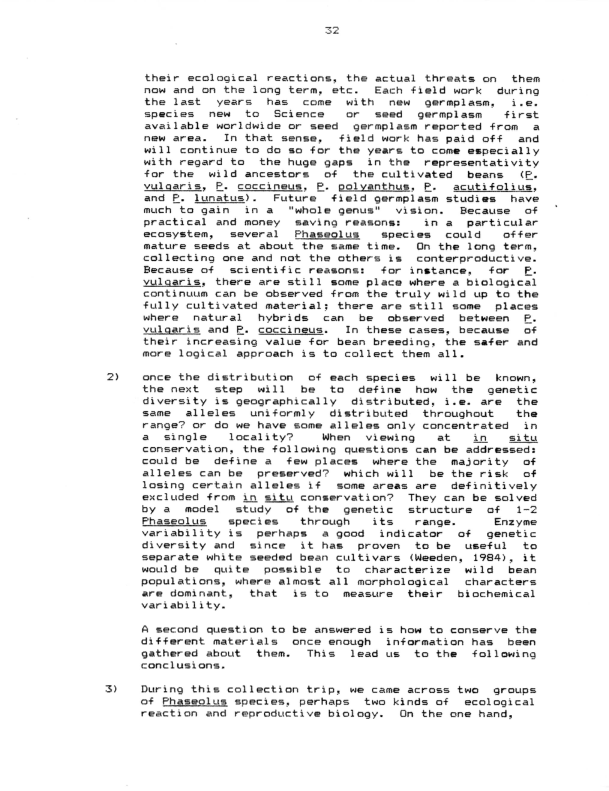 32
their ecological reactions, the actual threats on them
now and on the long term, etc. Each field work during
the last years has come with new germplasm, i.e.
species new to Science or seed germplasm first
available worldwide or seed germplasm reported from a
new area. In that sense, field work has paid off and
will continue to do so for the years to come especially
with regard to the huge gaps in the representativity
for the wild ancestors of the cultivated beans (P.
vulgaris, P. coccineus, P. polyanthus, P. acutifolius,
and P. lunatus). Future field germplasm studies have
much to gain in a "whole genus" vision. Because of
practical and money saving reasons: in a particular
ecosystem, several Phaseolus species could offer
mature seeds at about the same time. On the long term,
collecting one and not the others is conterproductive.
Because of scientific reasons: for instance, for P.
vulgaris, there are still some place where a biological
continuum can be observed from the truly wild up to the
fully cultivated material; there are still some places
where natural hybrids can be observed between P.
vulgaris and P. coccineus. In these cases, because of
their increasing value for bean breeding, the safer and
more logical approach is to collect them all.
2) once the distribution of each species will be known,
the next step will be to define how the genetic
diversity is geographically distributed, i.e. are the
same alleles uniformly distributed throughout the
range? or do we have some alleles only concentrated in
a single locality? When viewing at in situ
conservation, the following questions can be addressed:
could be define a few places where the majority of
alleles can be preserved? which will be the risk of
losing certain alleles if some areas are definitively
excluded from in situ conservation? They can be solved
by a model study of the genetic structure of 1-2
Phaseolus species through its range. Enzyme
variability is perhaps a good indicator of genetic
diversity and since it has proven to be useful to
separate white seeded bean cultivars (Weeden, 1984), it
would be quite possible to characterize wild bean
populations, where almost all morphological characters
are dominant, that is to measure their biochemical
variability.
A second question to be answered is how to conserve the
different materials once enough information has been
gathered about them. This lead us to the following
conclusions.
3) During this collection trip, we came across two groups
of Phaseolus species, perhaps two kinds of ecological
reaction and reproductive biology. On the one hand,